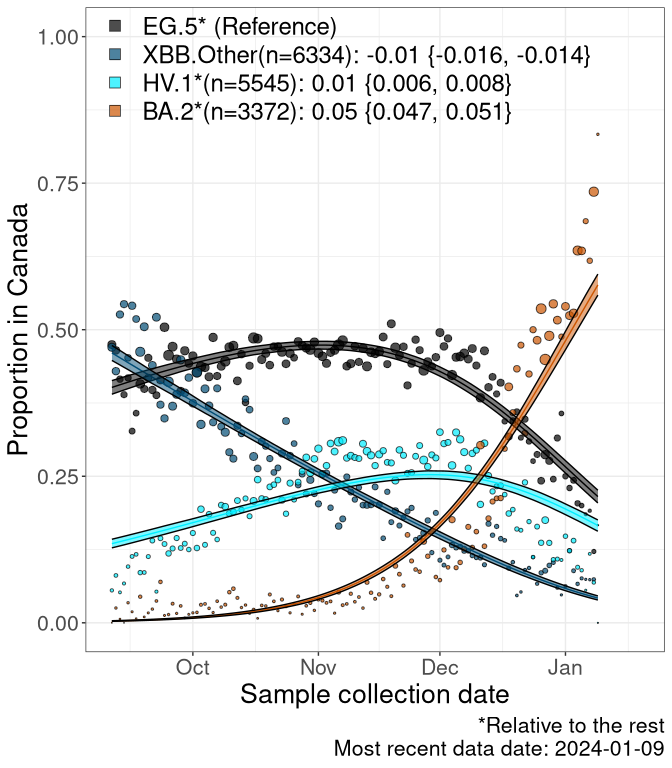 EG.5* (Reference)
XBB.Other(n=6334): -0.01 {-0.016, -0.014}
HV.1*(n=5545): 0.01 {0.006, 0.008}
BA.2*(n=3372): 0.05 {0.047, 0.051}
1.00
0.75
0.50
0.25
0.00
Proportion in Canada
Oct Nov Dec Jan
Sample collection date
*Relative to the rest
Most recent data date: 2024-01-09